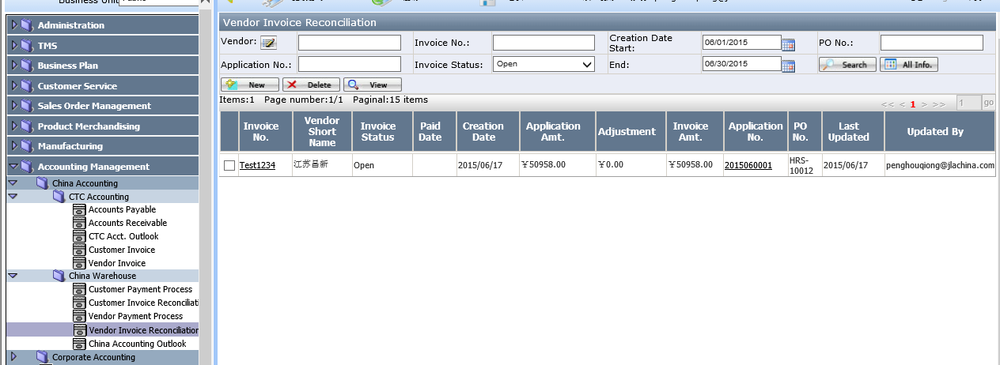 Business Unit
Administration
TMS
Business Plan
Customer Service
Sales Order Management
Product Merchandising
Manufacturing
Accounting Management
China Accounting
CTC Accounting
Accounts Payable
Accounts Receivable
CTC Acct. Outlook
Customer Invoice
Vendor Invoice
China Warehouse
Customer Payment Process
Customer Invoice Reconciliati
Vendor Payment Process
Vendor Invoice Reconciliation
China Accounting Outlook
Corporate Accounting
Vendor Invoice Reconciliation
Vendor: Invoice No.: Creation Date Start: 06/01/2015 PO No.:
Application No.: Invoice Status: Open End: 06/30/2015 Search All Info.
New Delete View
Items:1 Page number:1/1 Paginal:15 items
<< < 1 > >> 1 go
Invoice No. Vendor Short Name Invoice Status Paid Date Creation Date Application Amt. Adjustment Invoice Amt. Application No. PO No. Last Updated Updated By
Test1234 江苏昌新 Open 2015/06/17 ¥50958.00 ¥0.00 ¥50958.00 2015060001 HRS-10012 2015/06/17 penghouqiong@jlachina.com